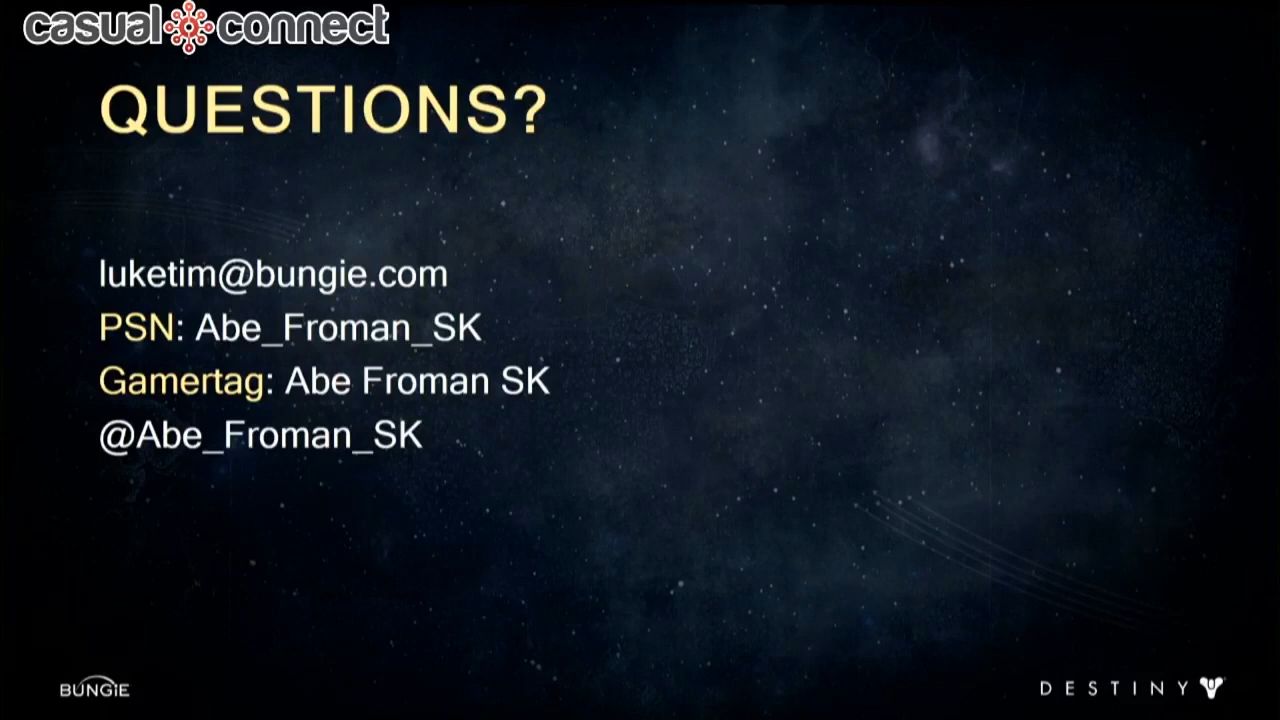 casual connect
QUESTIONS?
luketim@bungie.com
PSN: Abe_Froman_SK
Gamertag: Abe Froman SK
@Abe_Froman_SK
BUNGiE
DESTINY